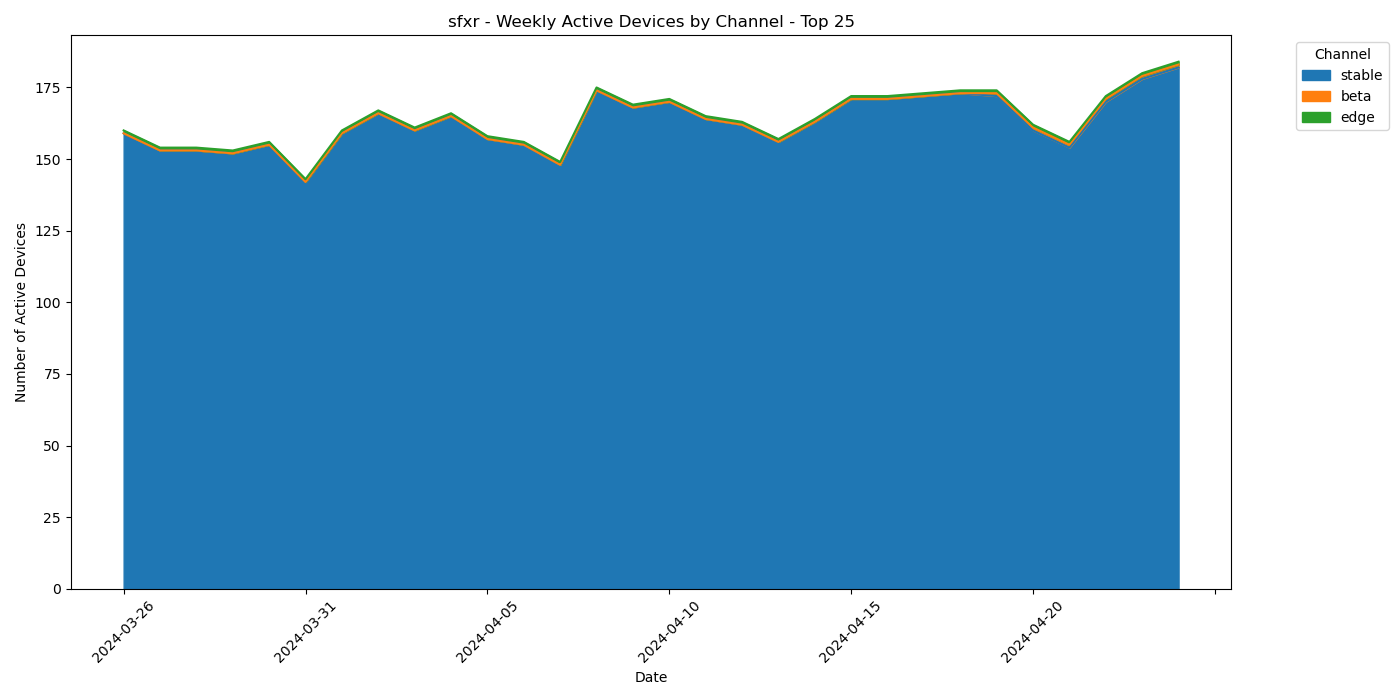 sfxr - Weekly Active Devices by Channel - Top 25
Channel
stable
beta
edge
Number of Active Devices
175
150
125
100
75
50
25
0
2024-03-26
2024-03-31
2024-04-05
2024-04-10
2024-04-15
2024-04-20
Date